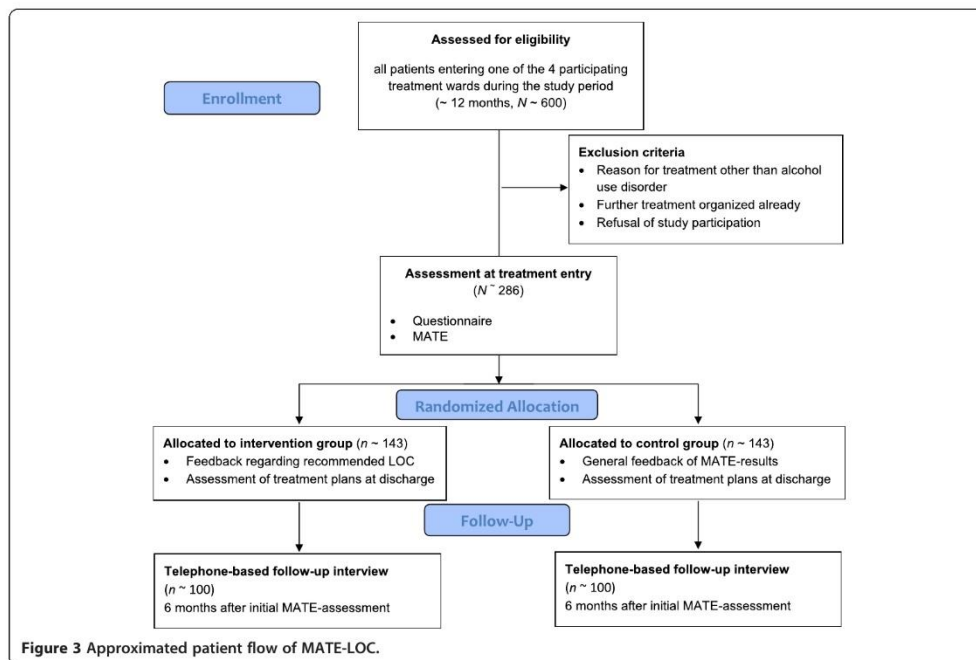 Assessed for eligibility
all patients entering one of the 4 participating
treatment wards during the study period
(~ 12 months, N ~ 600)
Enrollment
Exclusion criteria
• Reason for treatment other than alcohol
use disorder
• Further treatment organized already
• Refusal of study participation
Assessment at treatment entry
(N ~ 286)
• Questionnaire
• MATE
Randomized Allocation
Allocated to intervention group (n ~ 143)
• Feedback regarding recommended LOC
• Assessment of treatment plans at discharge
Allocated to control group (n ~ 143)
• General feedback of MATE-results
• Assessment of treatment plans at discharge
Follow-Up
Telephone-based follow-up interview
(n ~ 100)
6 months after initial MATE-assessment
Telephone-based follow-up interview
(n ~ 100)
6 months after initial MATE-assessment
Figure 3 Approximated patient flow of MATE-LOC.